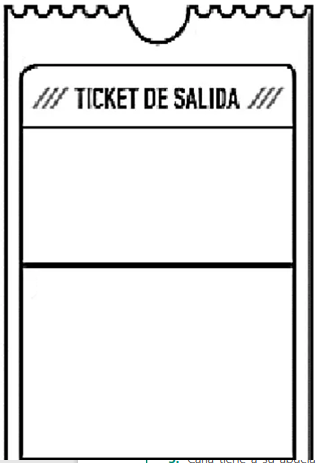 /// TICKET DE SALIDA ///